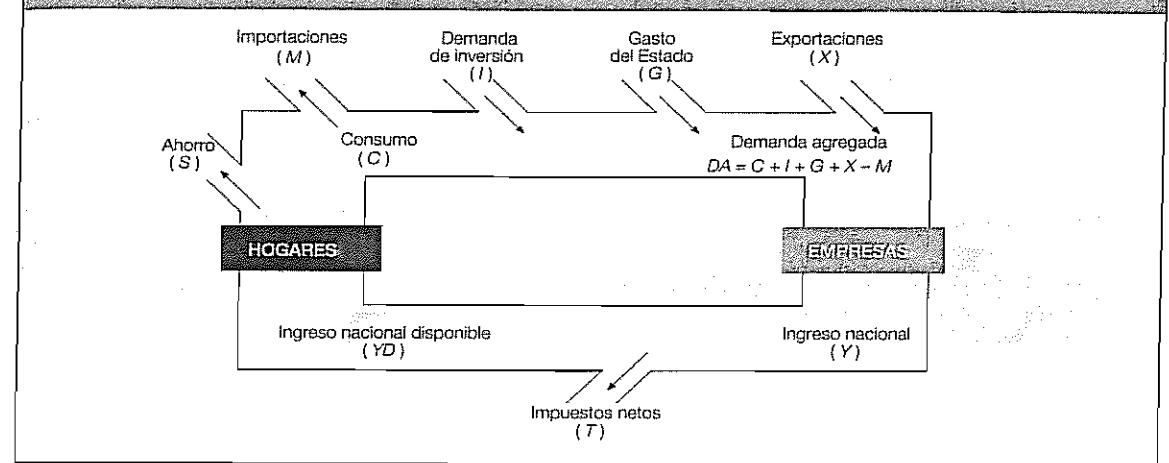 Importaciones
(M)
Demanda
de inversión
(I)
Gasto
del Estado
(G)
Exportaciones
(X)
Ahorro
(S)
Consumo
(C)
Demanda agregada
DA = C + I + G + X – M
HOGARES
EMPRESAS
Ingreso nacional disponible
(YD)
Ingreso nacional
(Y)
Impuestos netos
(T)